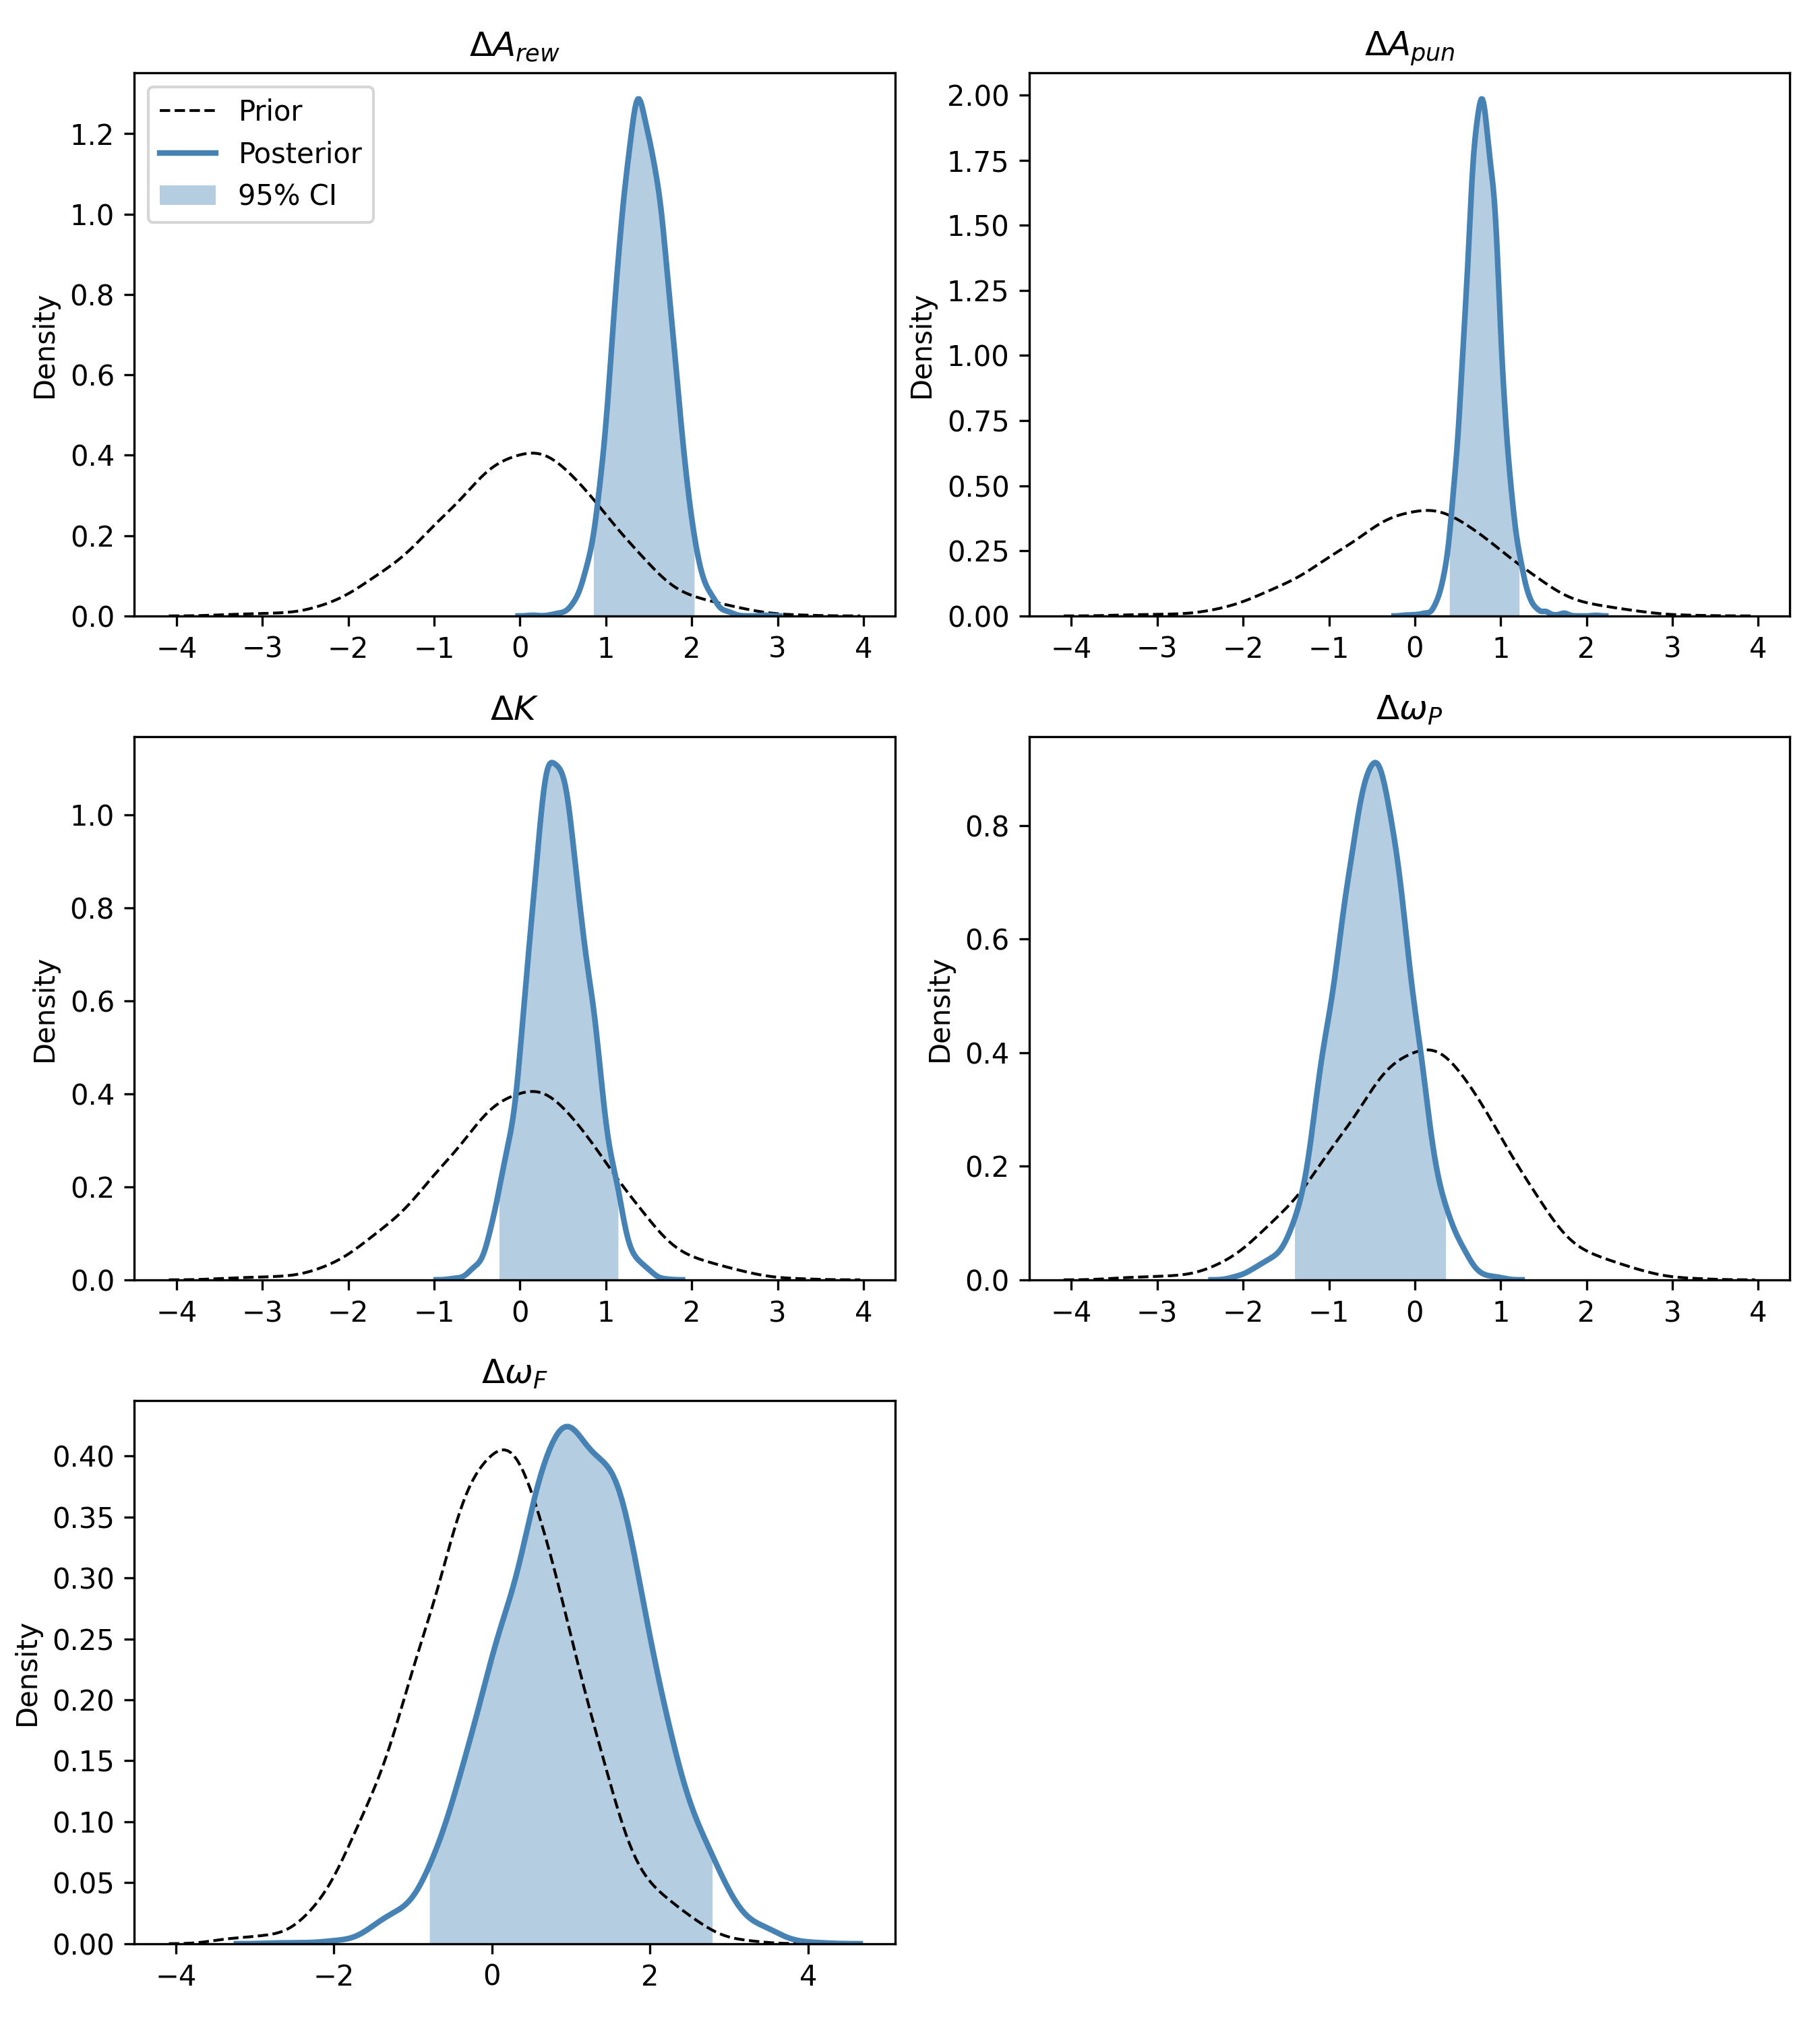 ΔA_rew
Prior
Posterior
95% CI
Density
1.2
1.0
0.8
0.6
0.4
0.2
0.0
−4 −3 −2 −1 0 1 2 3 4
ΔA_pun
Density
2.00
1.75
1.50
1.25
1.00
0.75
0.50
0.25
0.00
−4 −3 −2 −1 0 1 2 3 4
ΔK
Density
1.0
0.8
0.6
0.4
0.2
0.0
−4 −3 −2 −1 0 1 2 3 4
Δω_P
Density
0.8
0.6
0.4
0.2
0.0
−4 −3 −2 −1 0 1 2 3 4
Δω_F
Density
0.40
0.35
0.30
0.25
0.20
0.15
0.10
0.05
0.00
−4 −2 0 2 4